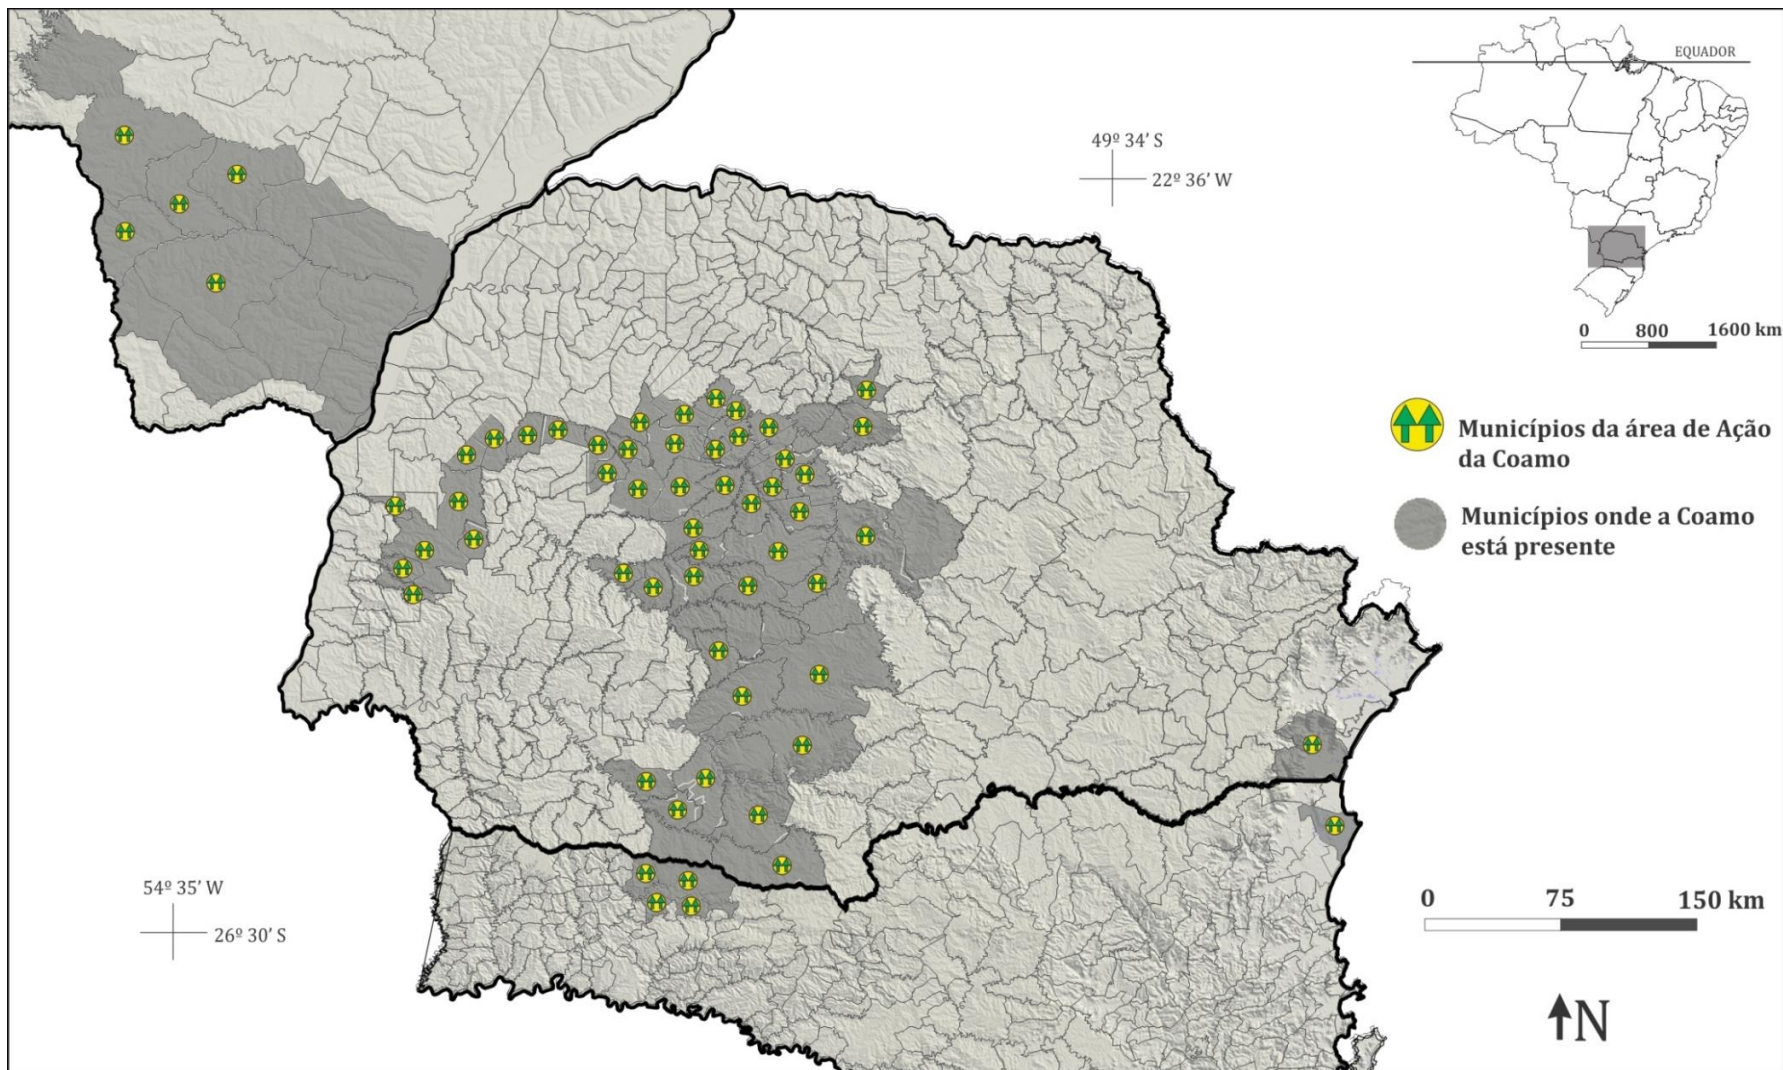 EQUADOR
49º 34' S
22º 36' W
0 800 1600 km
Municípios da área de Ação
da Coamo
Municípios onde a Coamo
está presente
54º 35' W
26º 30' S
0 75 150 km
N